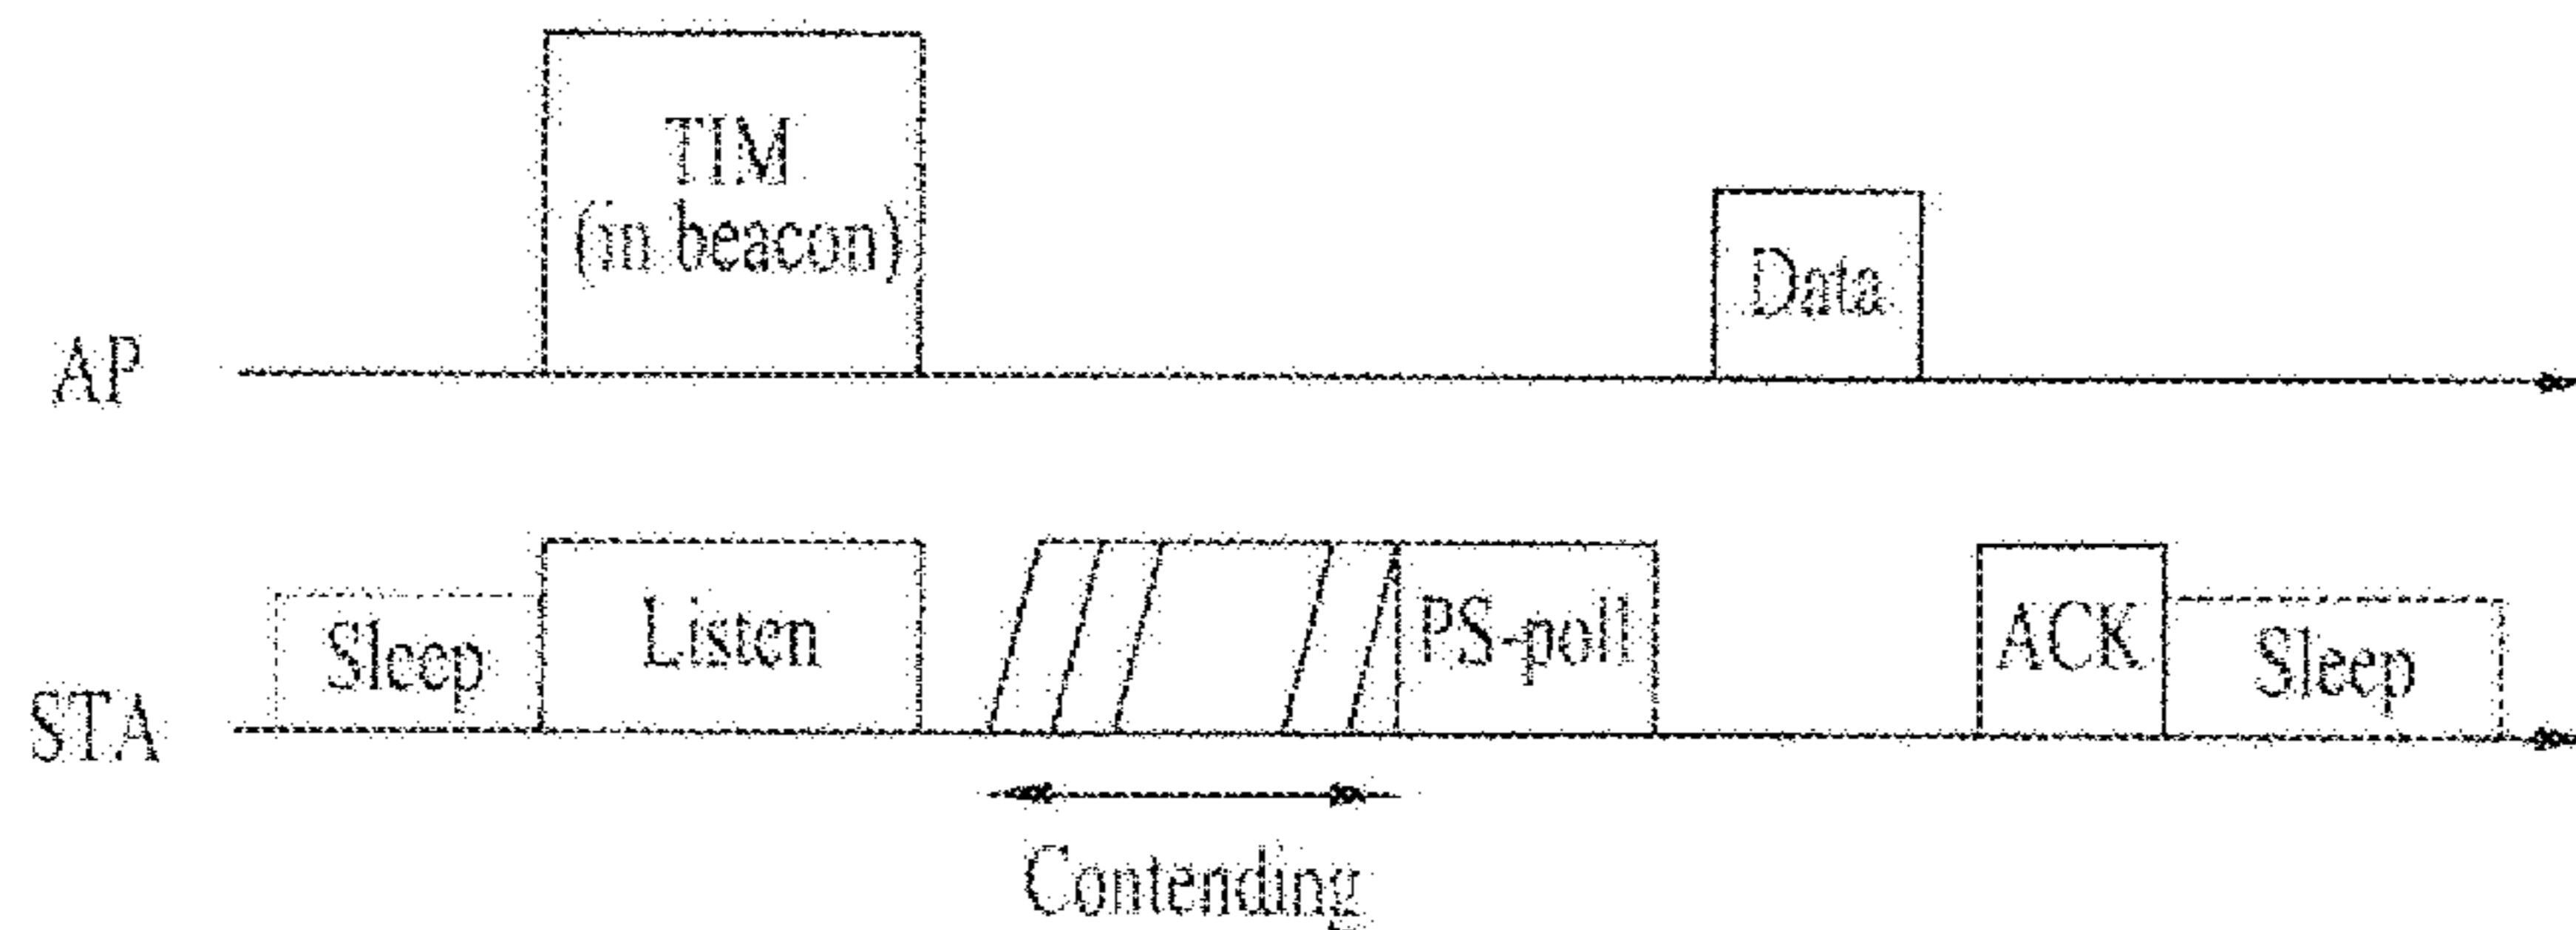 TIM
(in beacon)
Data
AP
Sleep
Listen
PS-poll
ACK
Sleep
STA
Contending